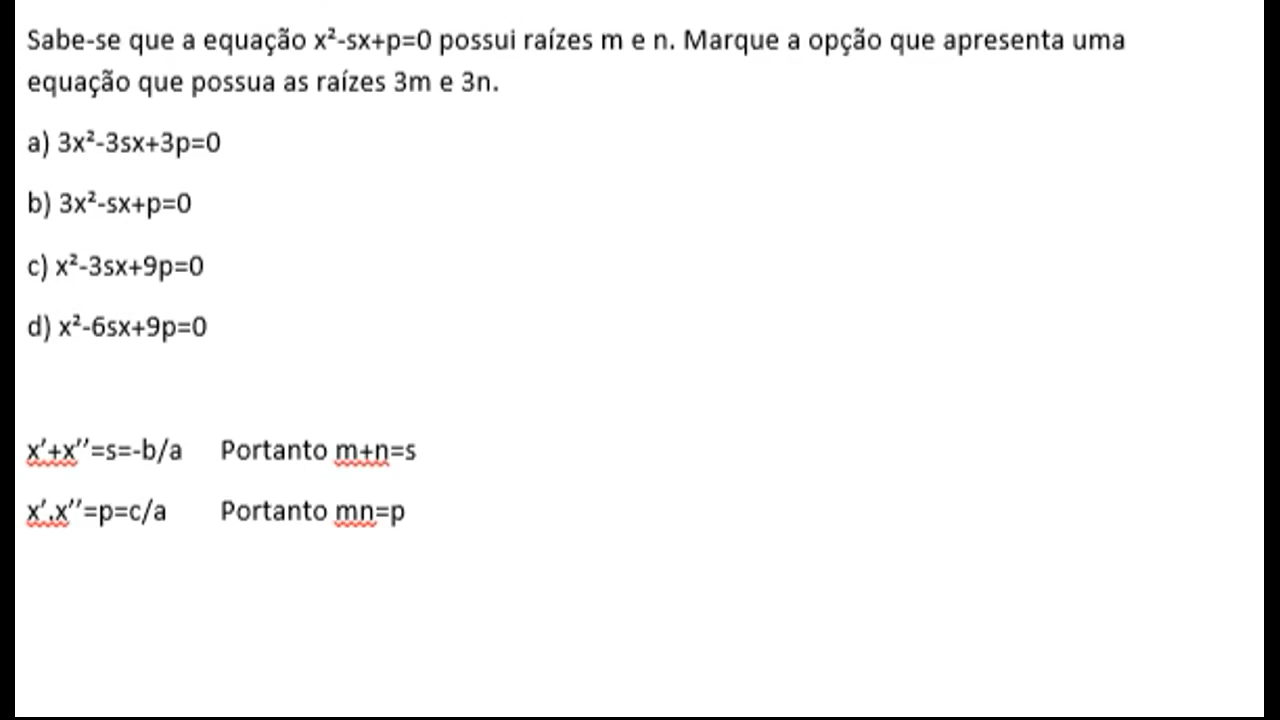 Sabe-se que a equação x²-sx+p=0 possui raízes m e n. Marque a opção que apresenta uma
equação que possua as raízes 3m e 3n.
a) 3x²-3sx+3p=0
b) 3x²-sx+p=0
c) x²-3sx+9p=0
d) x²-6sx+9p=0
x’+x’’=s=-b/a Portanto m+n=s
x’.x’’=p=c/a Portanto mn=p